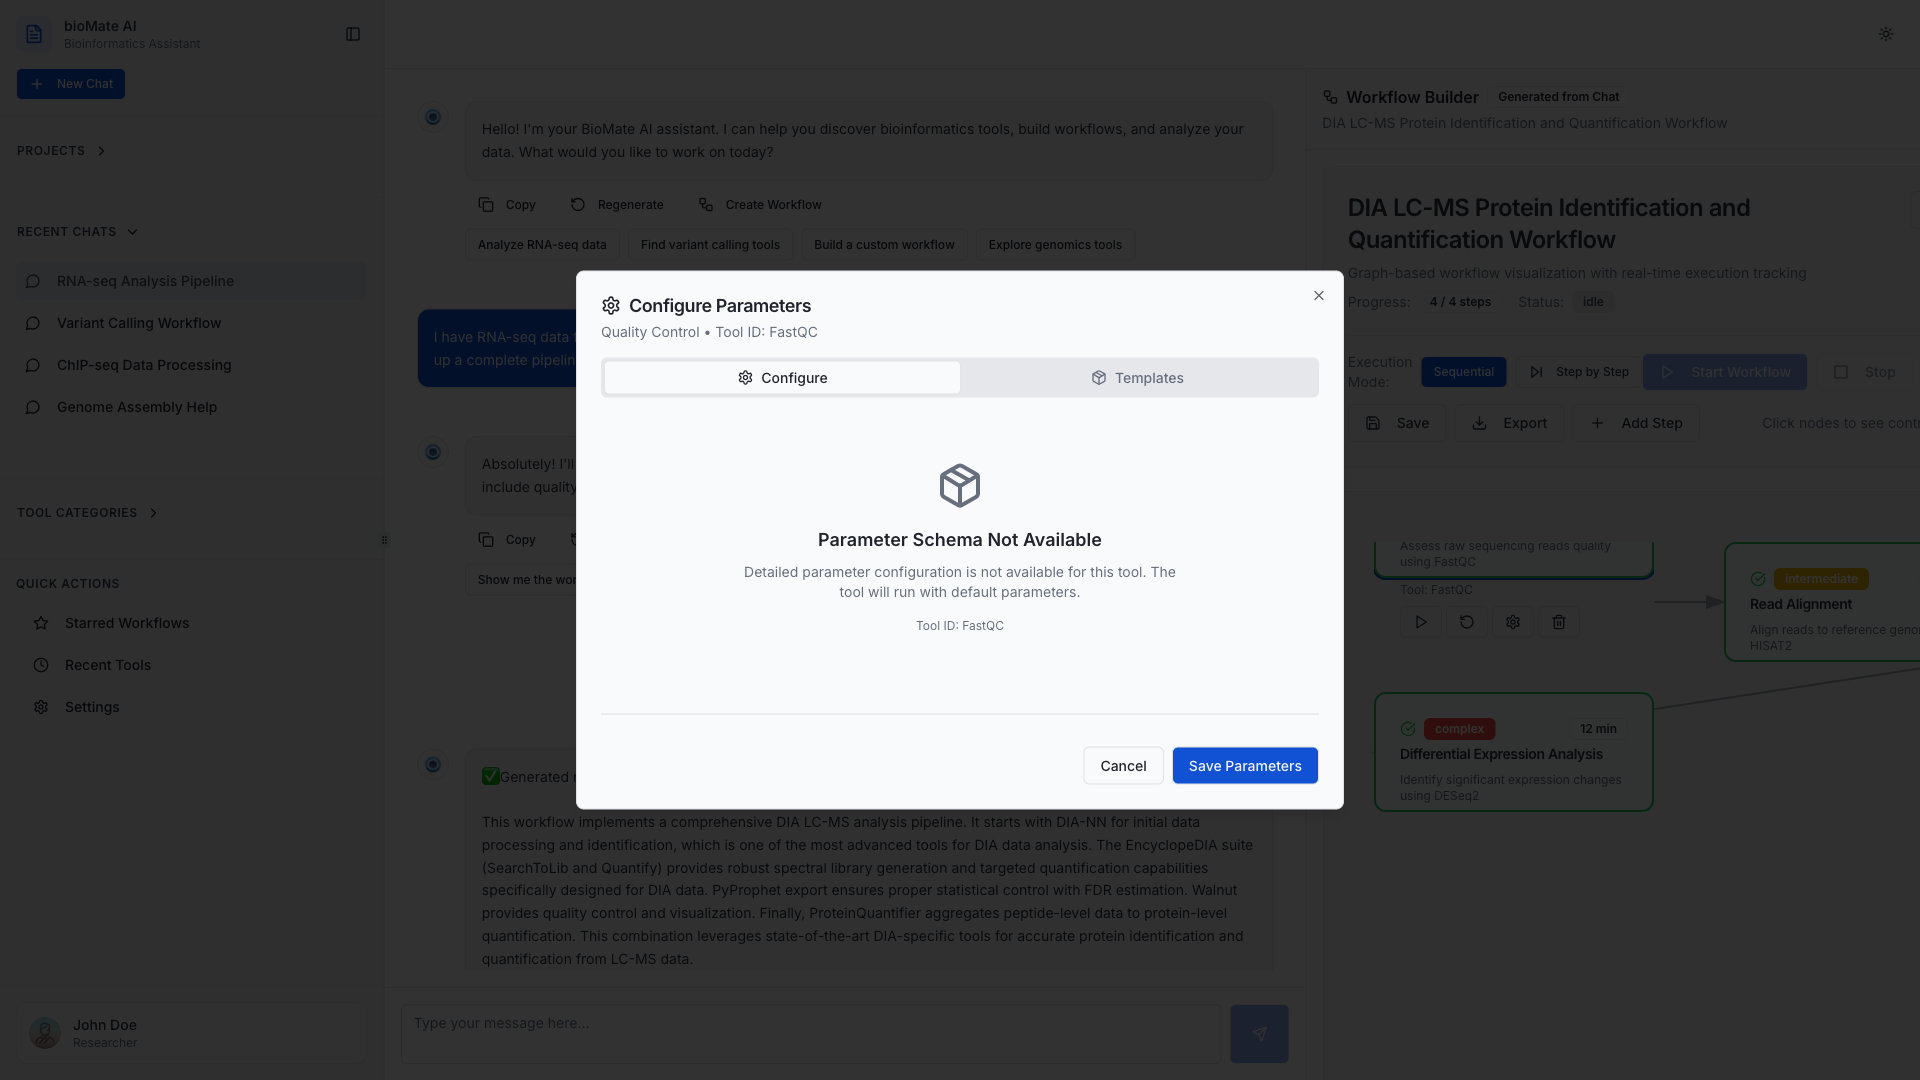 bioMate AI
Bioinformatics Assistant
New Chat
PROJECTS
RECENT CHATS
RNA-seq Analysis Pipeline
Variant Calling Workflow
ChIP-seq Data Processing
Genome Assembly Help
TOOL CATEGORIES
QUICK ACTIONS
Starred Workflows
Recent Tools
Settings
John Doe
Researcher
Hello! I'm your BioMate AI assistant. I can help you discover bioinformatics tools, build workflows, and analyze your
data. What would you like to work on today?
Copy Regenerate Create Workflow
Analyze RNA-seq data Find variant calling tools Build a custom workflow Explore genomics tools
I have RNA-seq data
up a complete
Absolutely! I'll
include quality
Copy
Show me the
Generated
This workflow implements a comprehensive DIA LC-MS analysis pipeline. It starts with DIA-NN for initial data
processing and identification, which is one of the most advanced tools for DIA data analysis. The EncyclopeDIA suite
(SearchToLib and Quantify) provides robust spectral library generation and targeted quantification capabilities
specifically designed for DIA data. PyProphet export ensures proper statistical control with FDR estimation. Walnut
provides quality control and visualization. Finally, ProteinQuantifier aggregates peptide-level data to protein-level
quantification. This combination leverages state-of-the-art DIA-specific tools for accurate protein identification and
quantification from LC-MS data.
Type your message here...
Configure Parameters
Quality Control • Tool ID: FastQC
Configure Templates
Parameter Schema Not Available
Detailed parameter configuration is not available for this tool. The
tool will run with default parameters.
Tool ID: FastQC
Cancel Save Parameters
Workflow Builder Generated from Chat
DIA LC-MS Protein Identification and Quantification Workflow
DIA LC-MS Protein Identification and
Quantification Workflow
Graph-based workflow visualization with real-time execution tracking
Progress: 4 / 4 steps Status: idle
Execution
Mode:
Sequential Step by Step Start Workflow Stop
Save Export Add Step Click nodes to see
Assess raw sequencing reads quality
using FastQC
Tool: FastQC
Intermediate
Read Alignment
Align reads to reference
HISAT2
complex 12 min
Differential Expression Analysis
Identify significant expression changes
using DESeq2